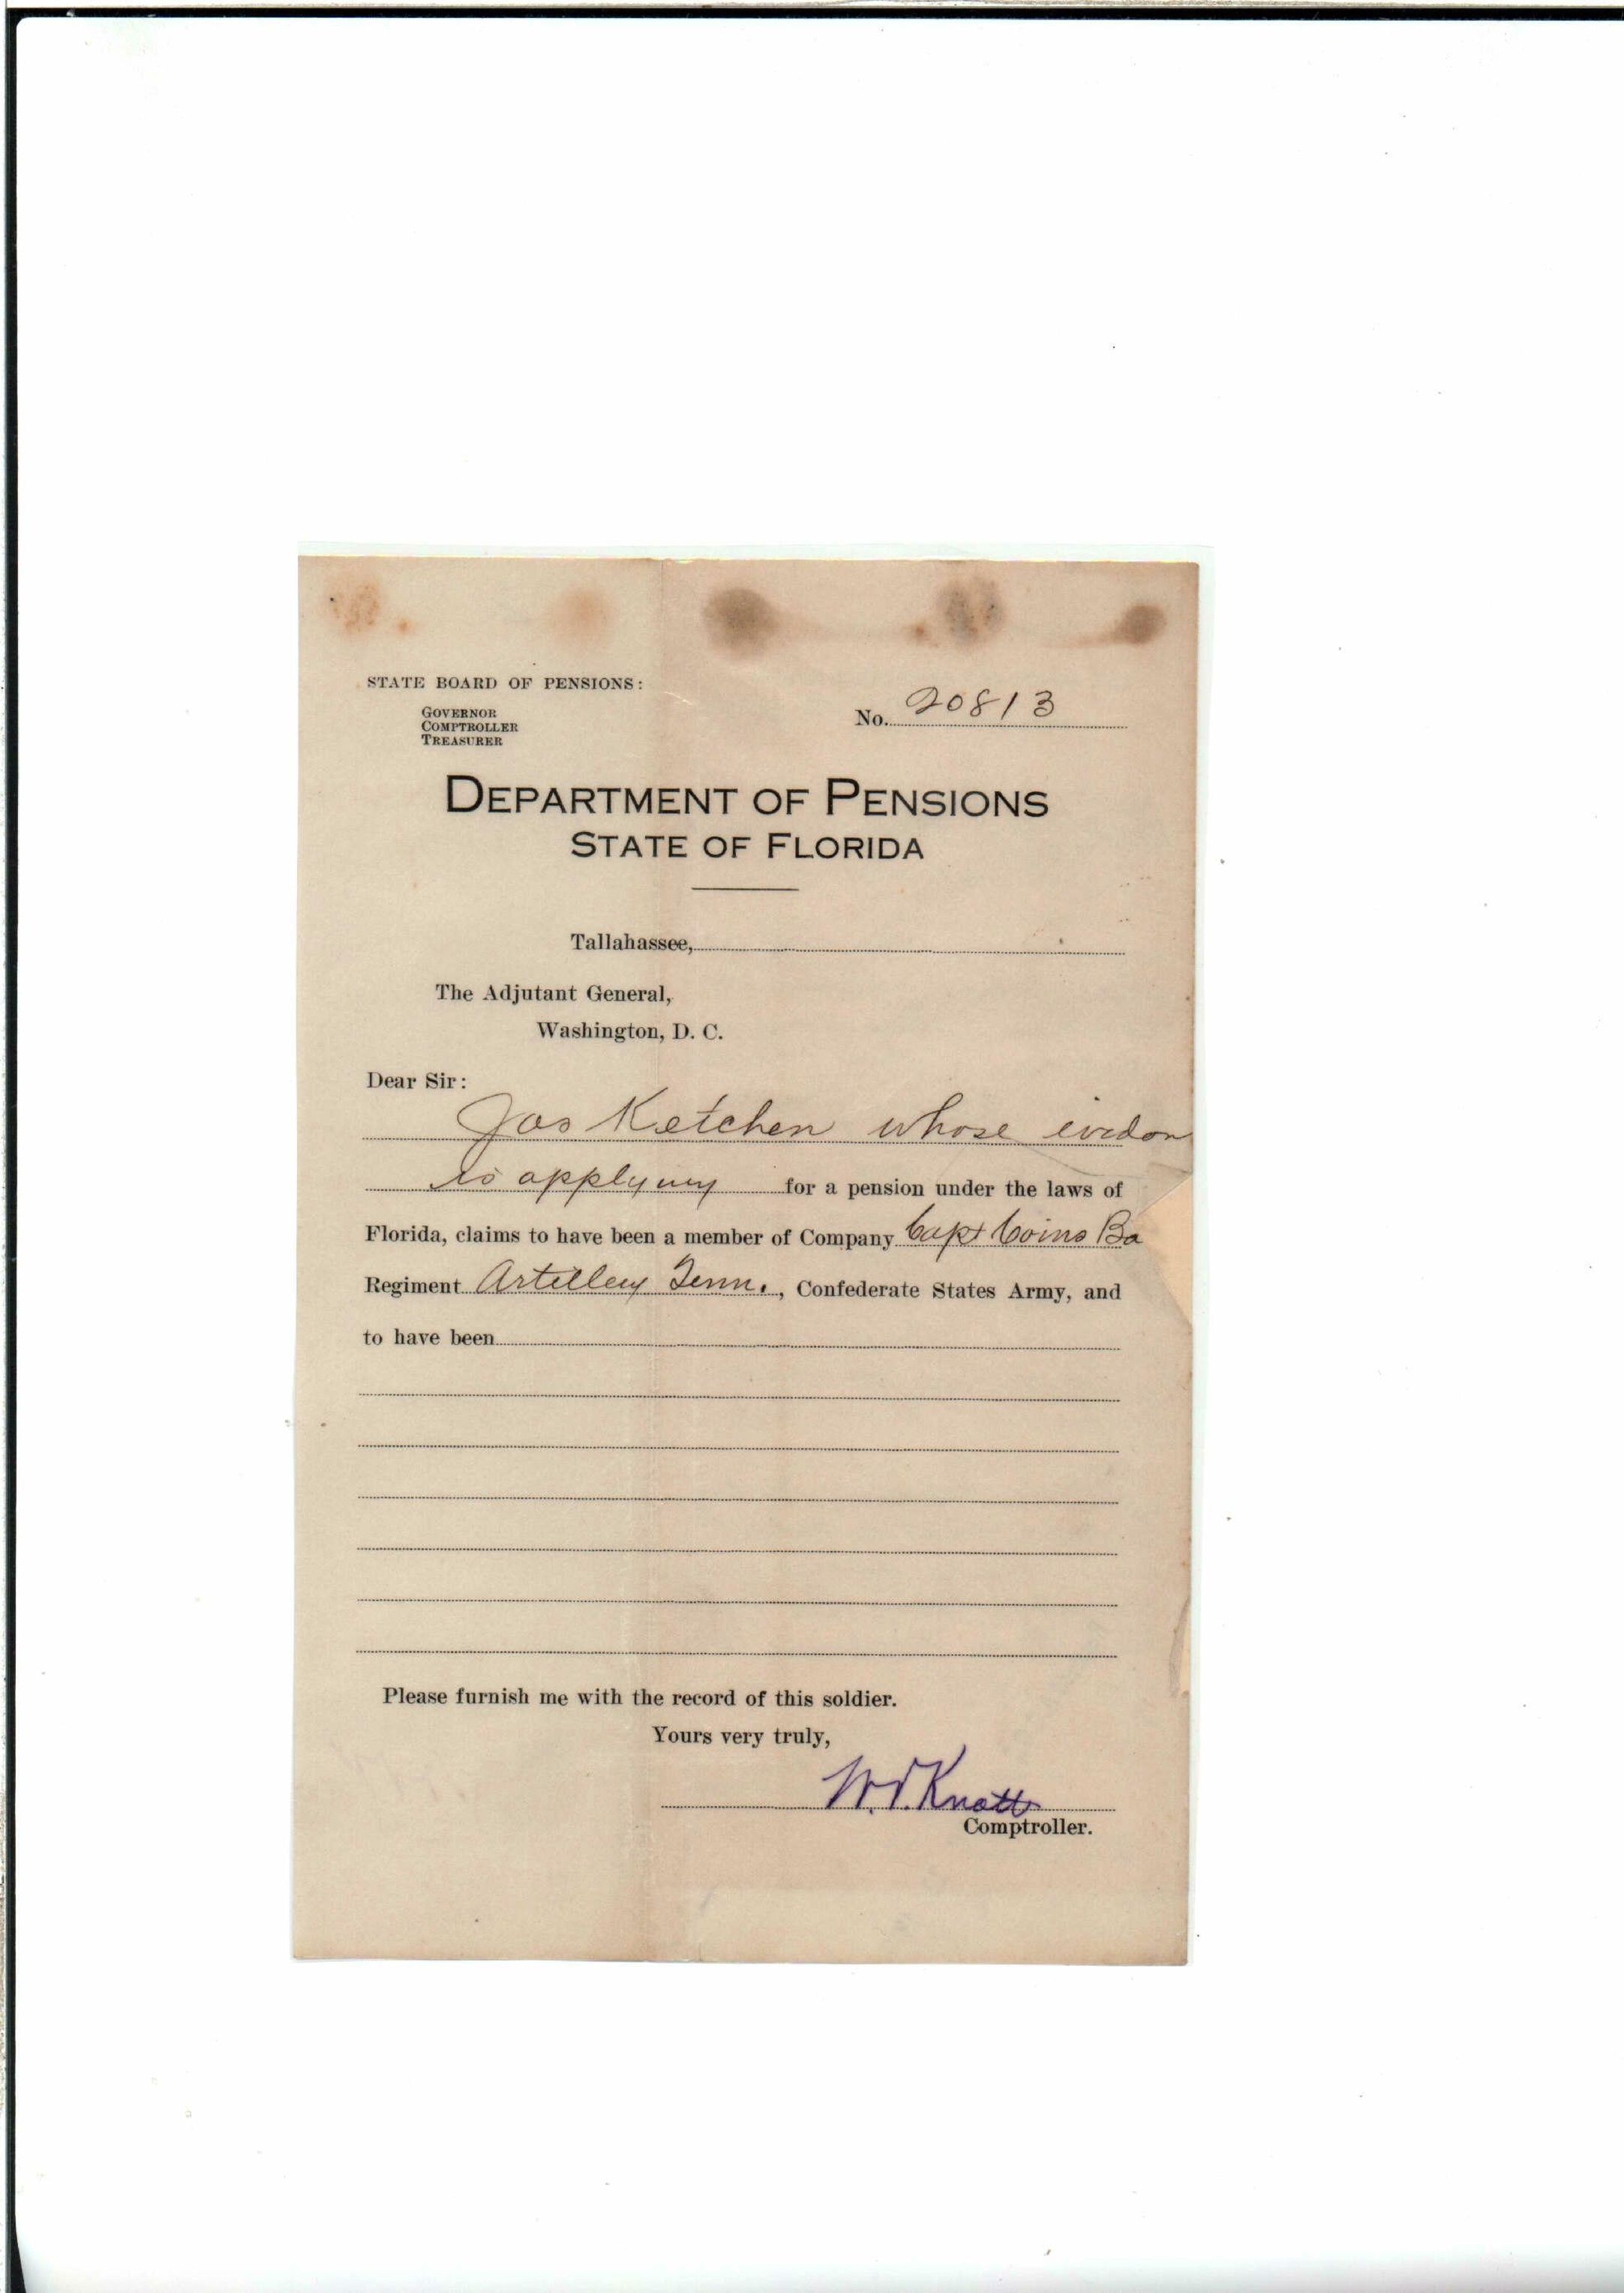 STATE BOARD OF PENSIONS:
GOVERNOR
COMPTROLLER
TREASURER
No. 20813
DEPARTMENT OF PENSIONS
STATE OF FLORIDA
Tallahassee,
The Adjutant General,
Washington, D. C.
Dear Sir:
Jas Ketchen whose
is applying for a pension under the laws of
Florida, claims to have been a member of Company Capt Coins Ba
Regiment Artillery Tenn., Confederate States Army, and
to have been
Please furnish me with the record of this soldier.
Yours very truly,
W.V. Knott
Comptroller.